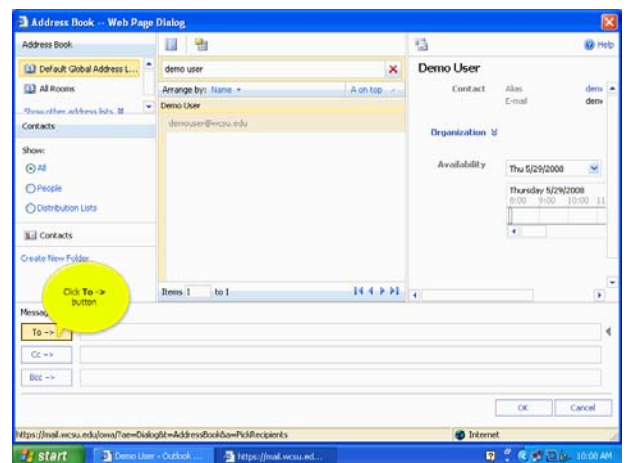 Address Book -- Web Page Dialog
Address Book
Help
Default Global Address L...
demo user
Demo User
All Rooms
Arrange by: Name
A on top
Contact
Alias
E-mail
Show other address lists
Demo User
demouser@wcsu.edu
Contacts
Organization
Show:
All
People
Distribution Lists
Availability
Thu 5/29/2008
Thursday 5/29/2008
8:00 9:00 10:00 11
Contacts
Create New Folder...
Click To ->
button
Items 1 to 1
To ->
Cc ->
Bcc ->
OK
Cancel
https://mail.wcsu.edu/owa/?ae=Dialog&t=AddressBook&a=PickRecipients
Internet
start
Demo User - Outlook ...
https://mail.wcsu.ed...
10:00 AM